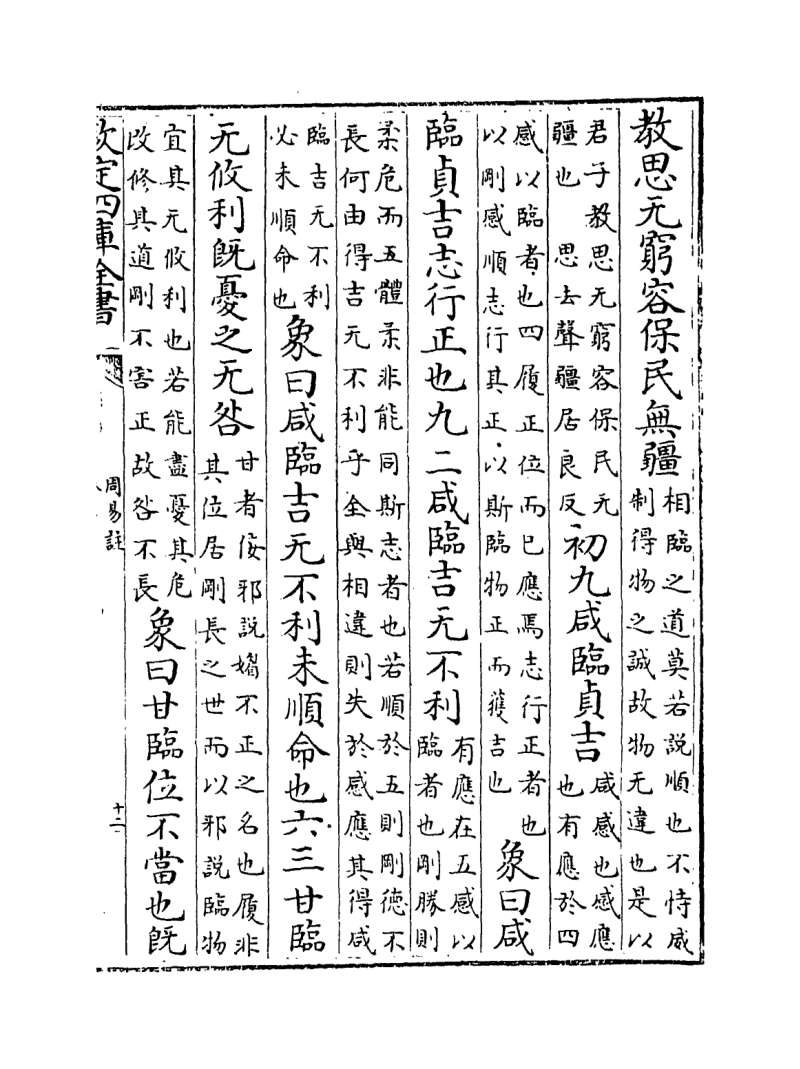 教思无窮容保民無疆相臨之道莫若説順也不恃威
制得物之誠故物无違也是以
君子教思无窮容保民无
疆也　思去聲疆居良反初九咸臨貞吉咸感也感應
也有應於四
感以臨者也四履正位而已應焉志行正者也
以剛感順志行其正以斯臨物正而獲吉也象曰咸
臨貞吉志行正也九二咸臨吉无不利有應在五感以
臨者也剛勝則
柔危而五體柔非能同斯志者也若順於五則剛德不
長何由得吉无不利乎全與相違則失於感應其得咸
臨吉无不利
必未順命也象曰咸臨吉无不利未順命也六三甘臨
无攸利既憂之无咎甘者佞邪説媚不正之名也履非
其位居剛長之世而以邪説臨物
宜其无攸利也若能盡憂其危
改修其道剛不害正故咎不長象曰甘臨位不當也既
欽定四庫全書
周易註
十二